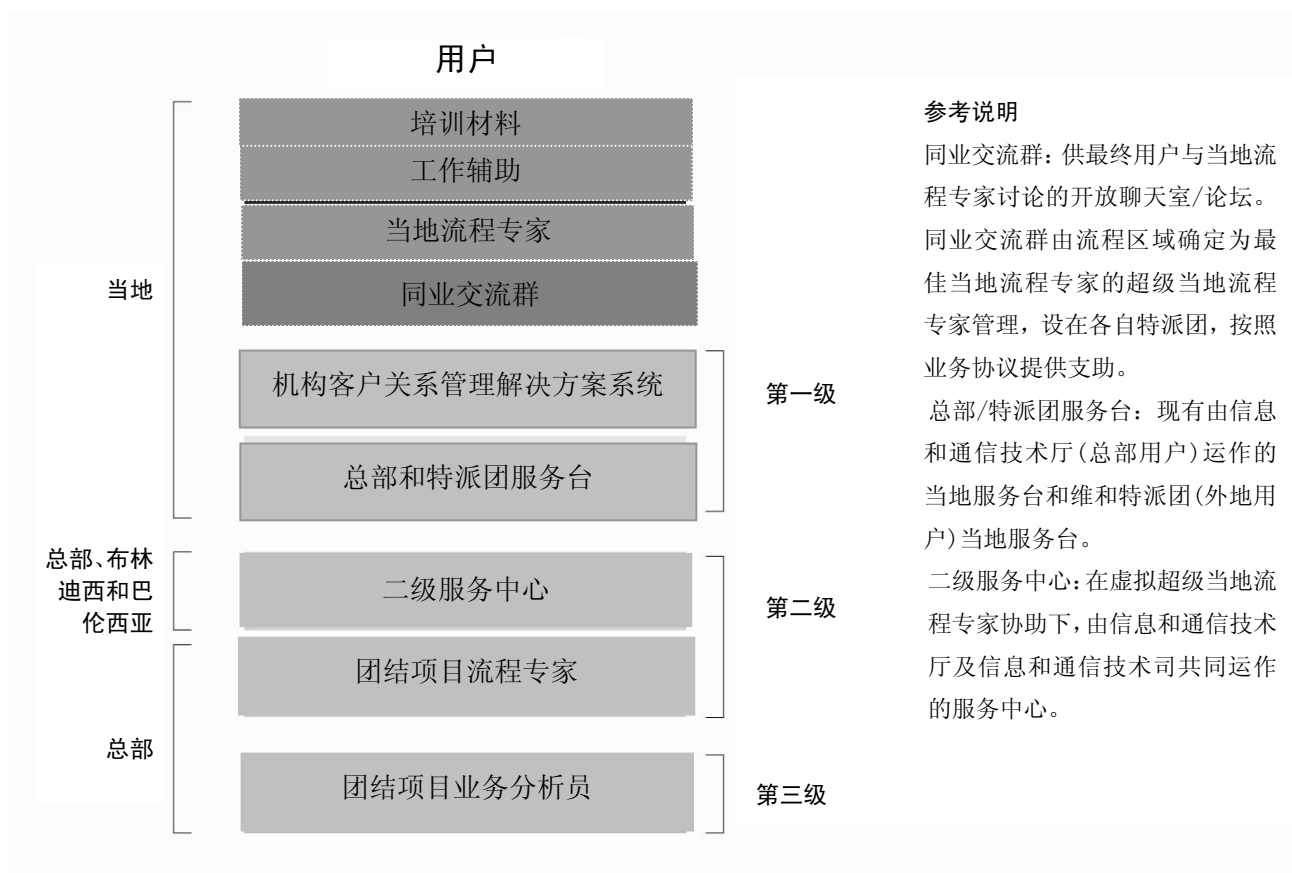 用户
培训材料
工作辅助
当地流程专家
同业交流群
机构客户关系管理解决方案系统
总部和特派团服务台
二级服务中心
团结项目流程专家
团结项目业务分析员
当地
总部、布林
迪西和巴
伦西亚
总部
第一级
第二级
第三级
参考说明
同业交流群：供最终用户与当地流
程专家讨论的开放聊天室/论坛。
同业交流群由流程区域确定为最
佳当地流程专家的超级当地流程
专家管理，设在各自特派团，按照
业务协议提供支助。
总部/特派团服务台：现有由信息
和通信技术厅(总部用户)运作的
当地服务台和维和特派团(外地用
户)当地服务台。
二级服务中心：在虚拟超级当地流
程专家协助下，由信息和通信技术
厅及信息和通信技术司共同运作
的服务中心。